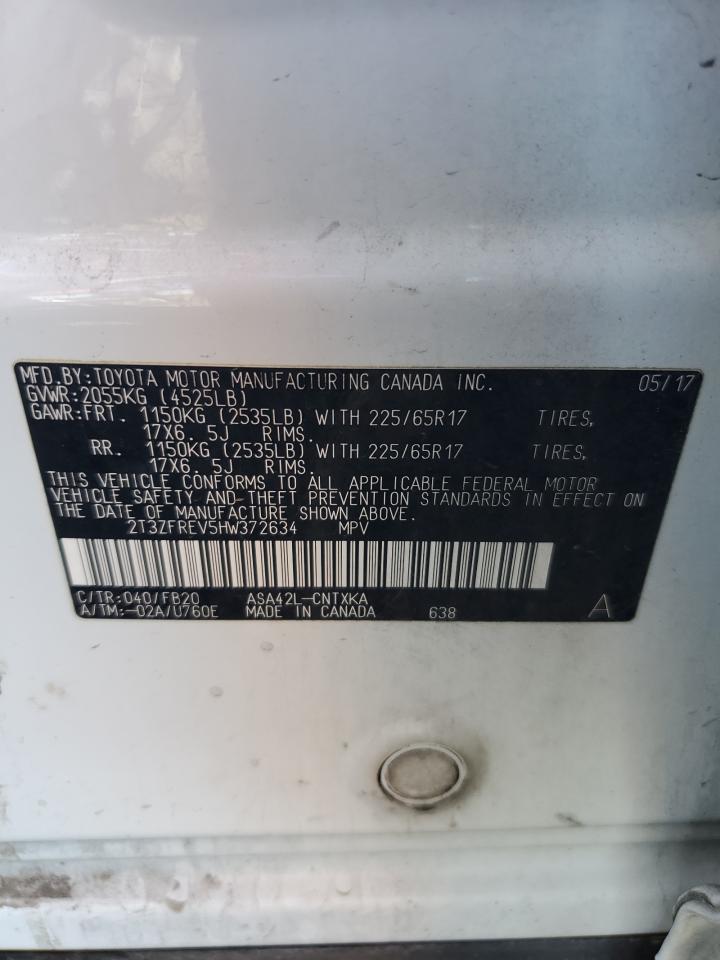 MFD.BY:TOYOTA MOTOR MANUFACTURING CANADA INC. 05/17
GVWR:2055KG (4525LB)
GAWR:FRT. 1150KG (2535LB) WITH 225/65R17 TIRES,
17X6. 5J RIMS.
RR. 1150KG (2535LB) WITH 225/65R17 TIRES,
17X6. 5J RIMS.
THIS VEHICLE CONFORMS TO ALL APPLICABLE FEDERAL MOTOR
VEHICLE SAFETY AND THEFT PREVENTION STANDARDS IN EFFECT ON
THE DATE OF MANUFACTURE SHOWN ABOVE.
2T3ZFREV5HW372634 MPV
C/TR:040/FB20 ASA42L-CNTXKA
A/TM:-02A/U760E MADE IN CANADA 638 A